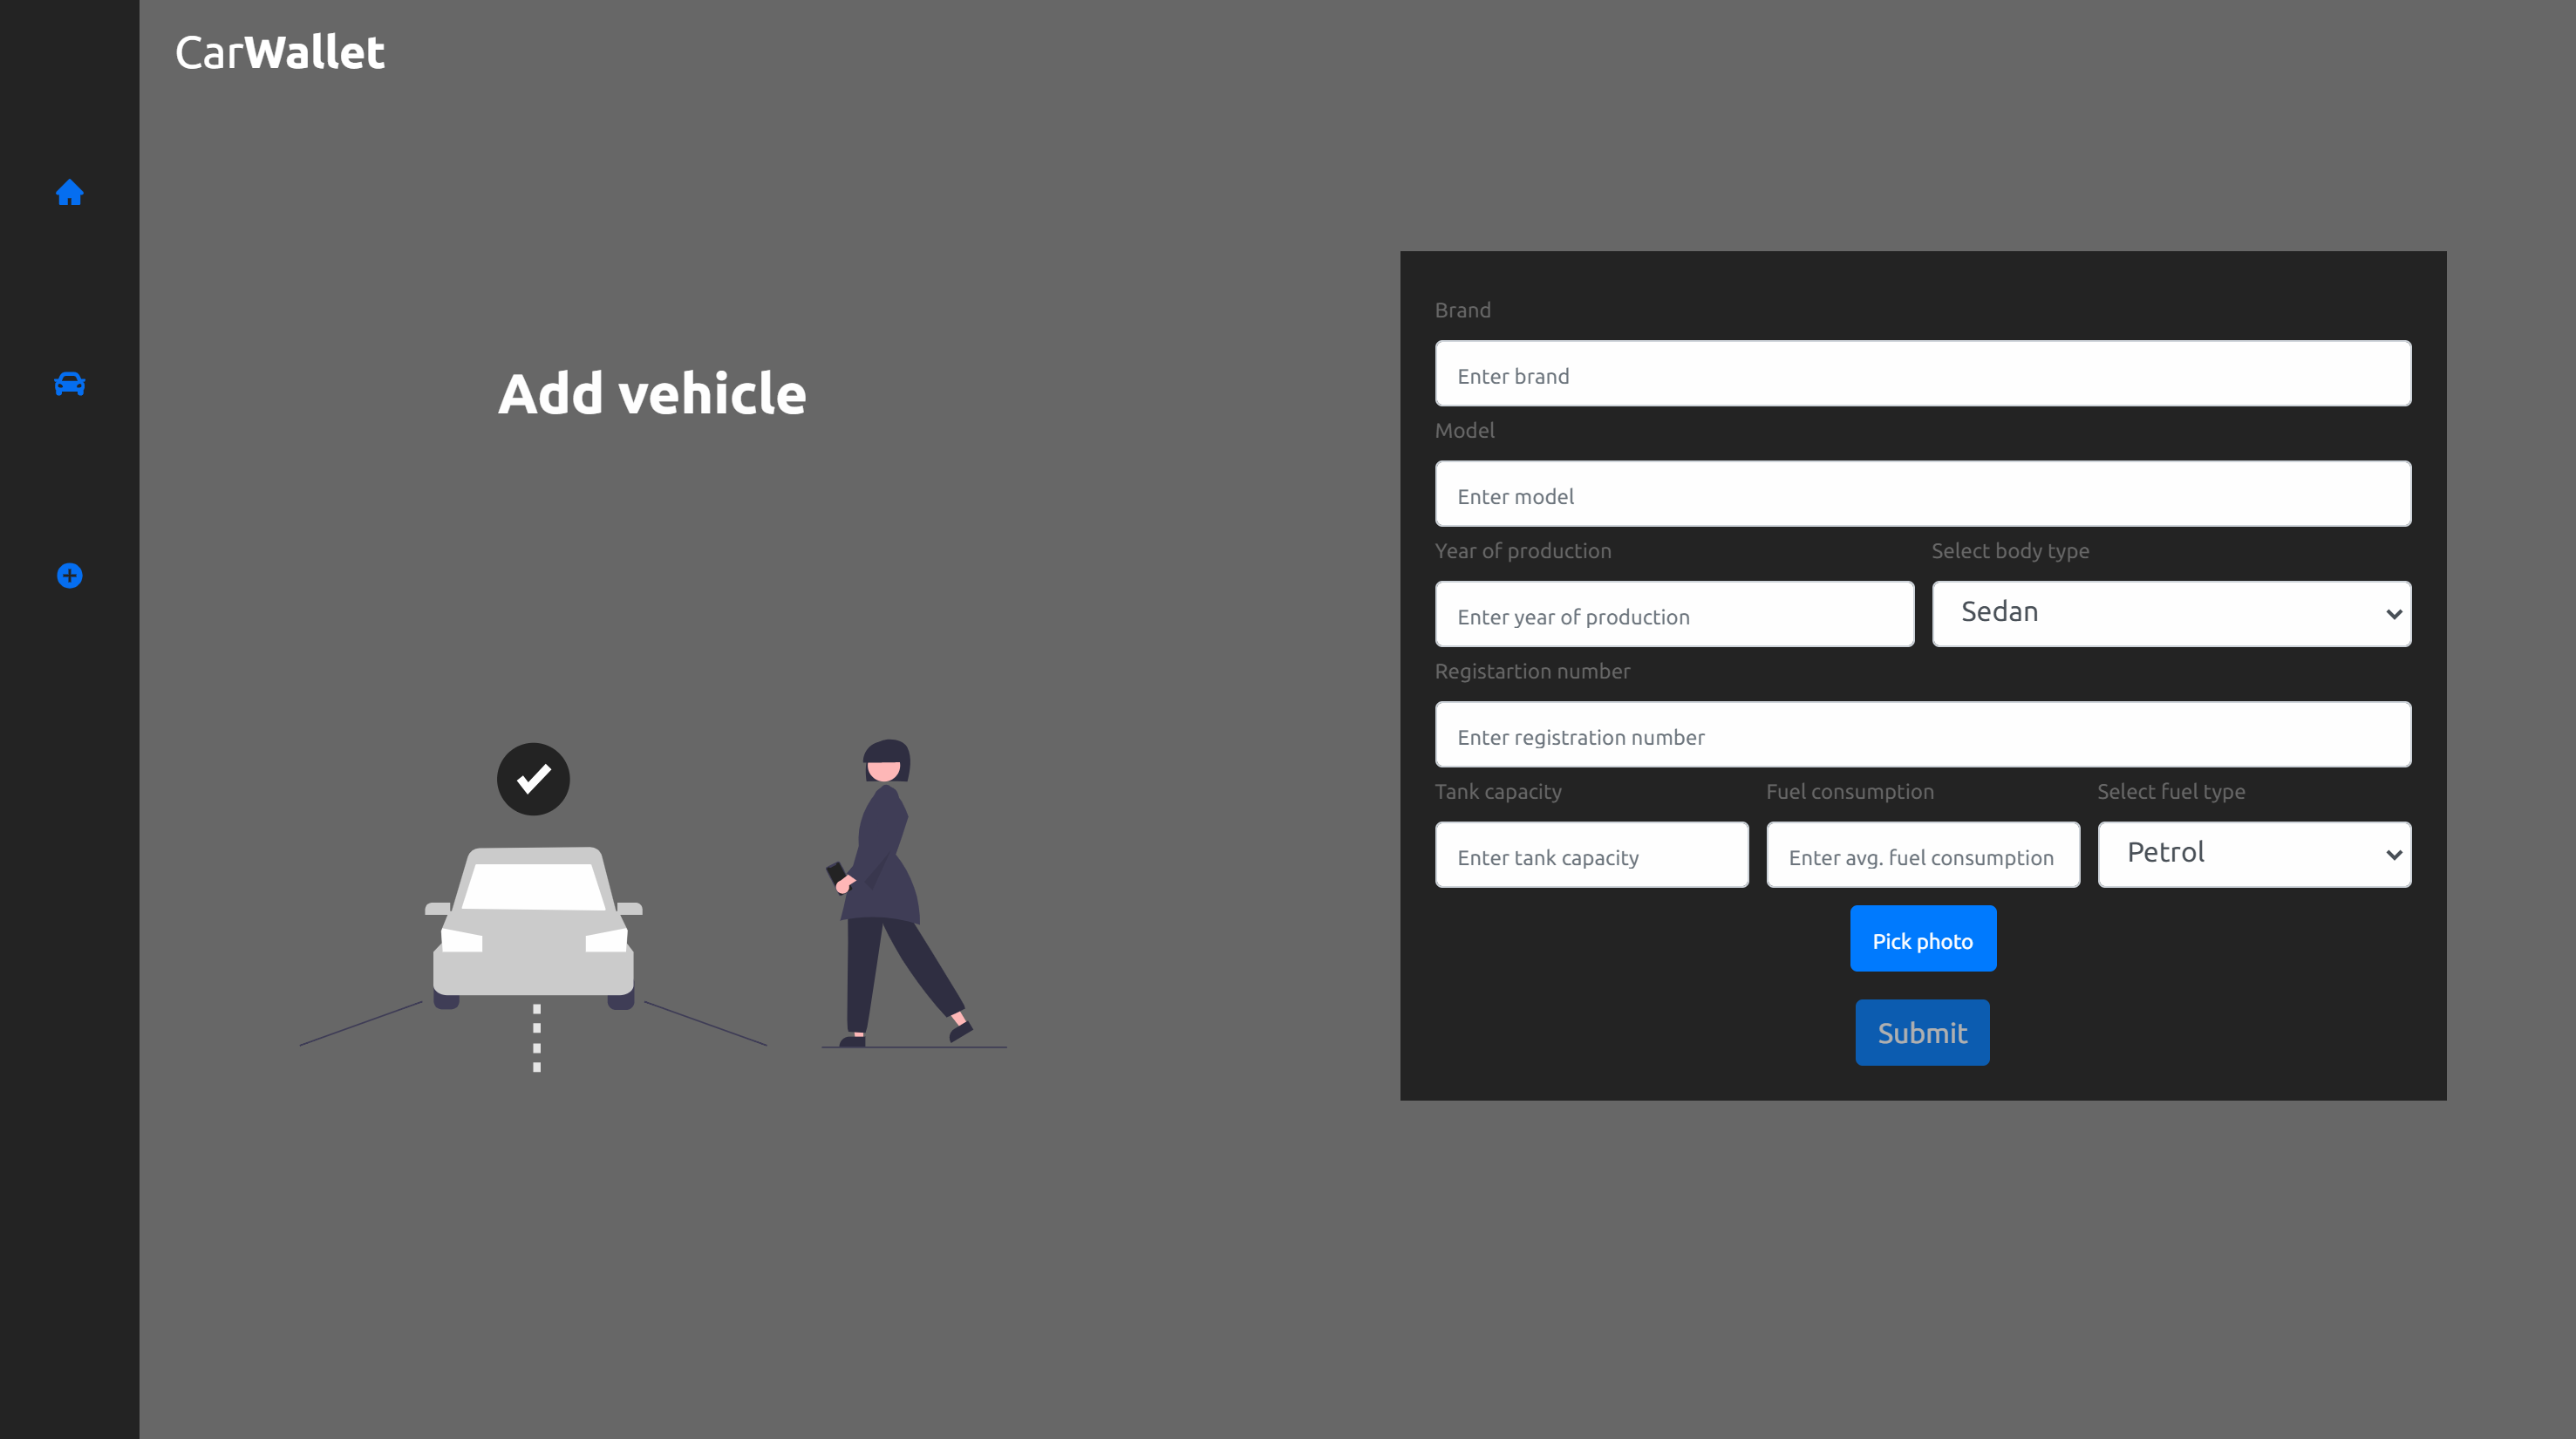 CarWallet
Add vehicle
Brand
Enter brand
Model
Enter model
Year of production
Select body type
Enter year of production
Sedan
Registartion number
Enter registration number
Tank capacity
Fuel consumption
Select fuel type
Enter tank capacity
Enter avg. fuel consumption
Petrol
Pick photo
Submit